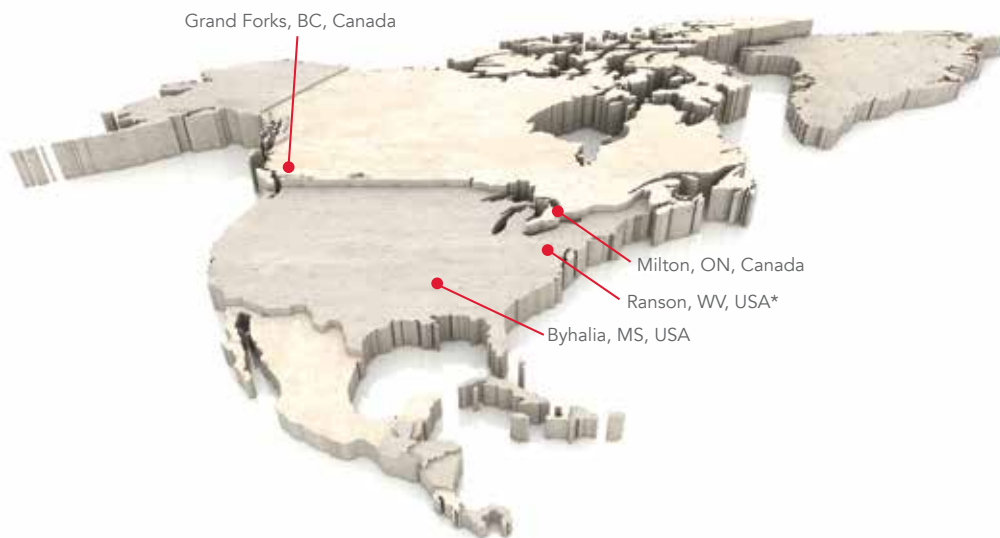 Grand Forks, BC, Canada
Milton, ON, Canada
Ranson, WV, USA*
Byhalia, MS, USA